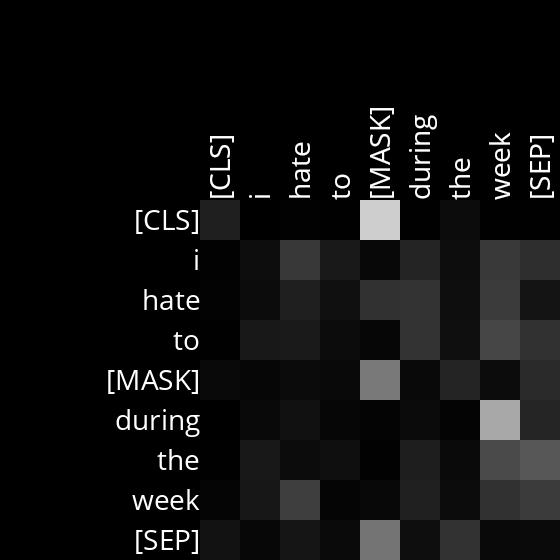 [CLS] i hate to [MASK] during the week [SEP]
[CLS]
i
hate
to
[MASK]
during
the
week
[SEP]